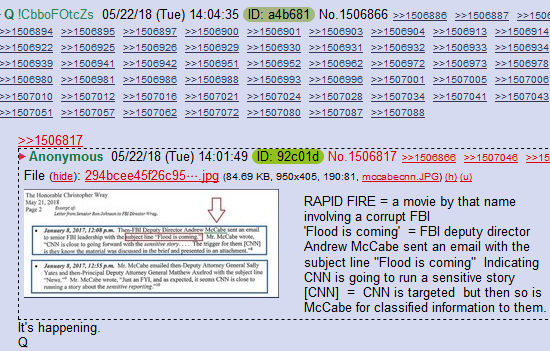 Q !CbboFOtcZs 05/22/18 (Tue) 14:04:35 ID: a4b681 No.1506866 >>1506886 >>1506887
>>1506894 >>1506895 >>1506897 >>1506900 >>1506901 >>1506903 >>1506904 >>1506913 >>1506914
>>1506922 >>1506925 >>1506926 >>1506929 >>1506930 >>1506931 >>1506932 >>1506934
>>1506939 >>1506941 >>1506942 >>1506951 >>1506952 >>1506972 >>1506973 >>1506978
>>1506980 >>1506981 >>1506986 >>1506988 >>1506993 >>1506996 >>1507001 >>1507005 >>1507006
>>1507010 >>1507012 >>1507016 >>1507021 >>1507024 >>1507028 >>1507034 >>1507041 >>1507043
>>1507051 >>1507057 >>1507062 >>1507072 >>1507080 >>1507087 >>1507088
>>1506817
Anonymous 05/22/18 (Tue) 14:01:49 ID: 92c01d No.1506817 >>1506866 >>1507046
File (hide): 294bcee45f26c95···.jpg (84.69 KB, 950x405, 190:81, mccabecnn.JPG) (h) (u)
The Honorable Christopher Wray
May 21, 2018
Page 2 Excerpt of:
Letter from Senator Ron Johnson to FBI Director Wray,
• January 8, 2017, 12:08 p.m. Then-FBI Deputy Director Andrew McCabe sent an email
to senior FBI leadership with the subject line "Flood is coming." Mr. McCabe wrote,
"CNN is close to going forward with the sensitive story . . . . The trigger for them [CNN]
is they know the material was discussed in the brief and presented in an attachment."
• January 8, 2017, 12:55 p.m. Mr. McCabe emailed then-Deputy Attorney General Sally
Yates and then-Principal Deputy Attorney General Matthew Axelrod with the subject line
"News." Mr. McCabe wrote, "Just an FYI, and as expected, it seems CNN is close to
running a story about the sensitive reporting."
RAPID FIRE = a movie by that name
involving a corrupt FBI
'Flood is coming' = FBI deputy director
Andrew McCabe sent an email with the
subject line "Flood is coming" Indicating
CNN is going to run a sensitive story
[CNN] = CNN is targeted but then so is
McCabe for classified information to them.
It's happening.
Q